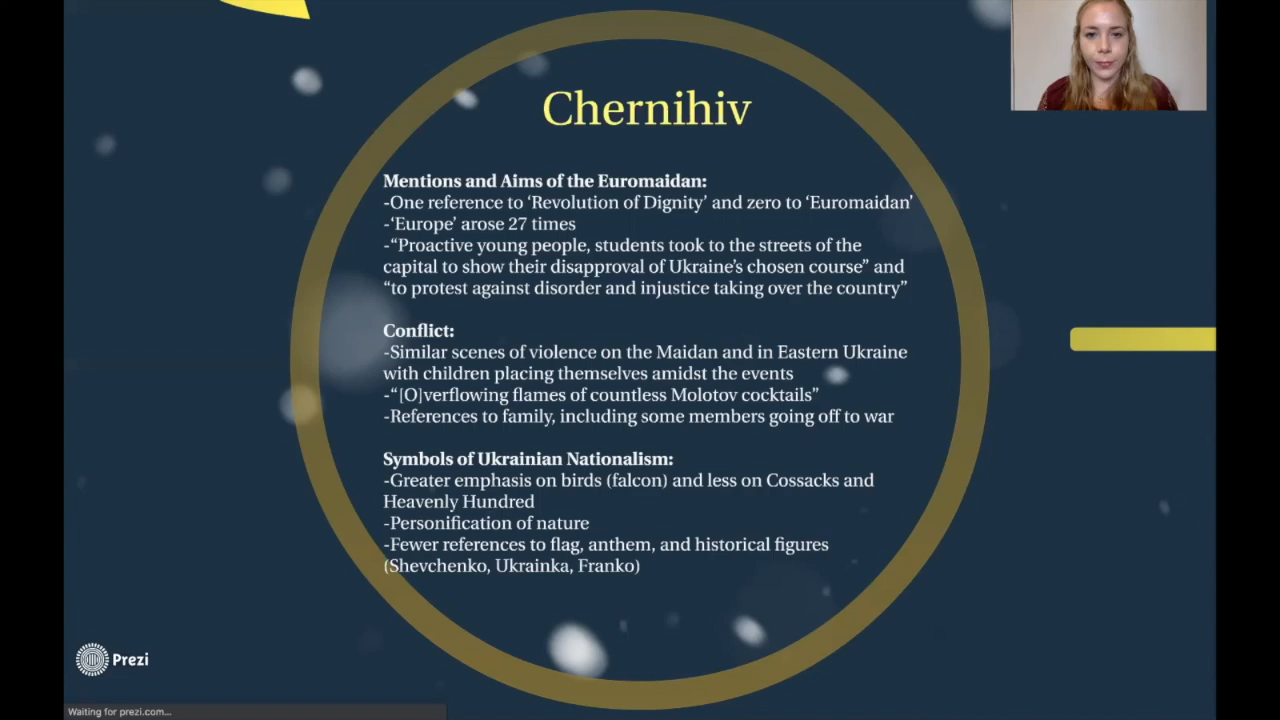 Chernihiv
Mentions and Aims of the Euromaidan:
-One reference to ‘Revolution of Dignity’ and zero to ‘Euromaidan’
-‘Europe’ arose 27 times
-“Proactive young people, students took to the streets of the
capital to show their disapproval of Ukraine’s chosen course” and
“to protest against disorder and injustice taking over the country”
Conflict:
-Similar scenes of violence on the Maidan and in Eastern Ukraine
with children placing themselves amidst the events
-“[O]verflowing flames of countless Molotov cocktails”
-References to family, including some members going off to war
Symbols of Ukrainian Nationalism:
-Greater emphasis on birds (falcon) and less on Cossacks and
Heavenly Hundred
-Personification of nature
-Fewer references to flag, anthem, and historical figures
(Shevchenko, Ukrainka, Franko)
Prezi
Waiting for prezi.com...